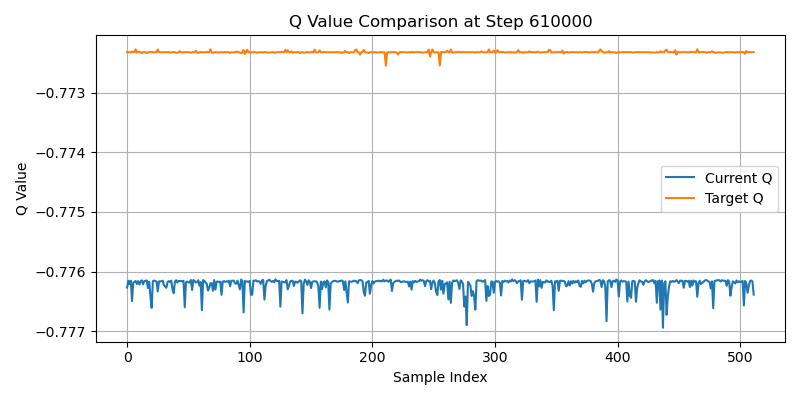 Q Value Comparison at Step 610000
−0.773
−0.774
−0.775
−0.776
−0.777
Q Value
Current Q
Target Q
0
100
200
300
400
500
Sample Index